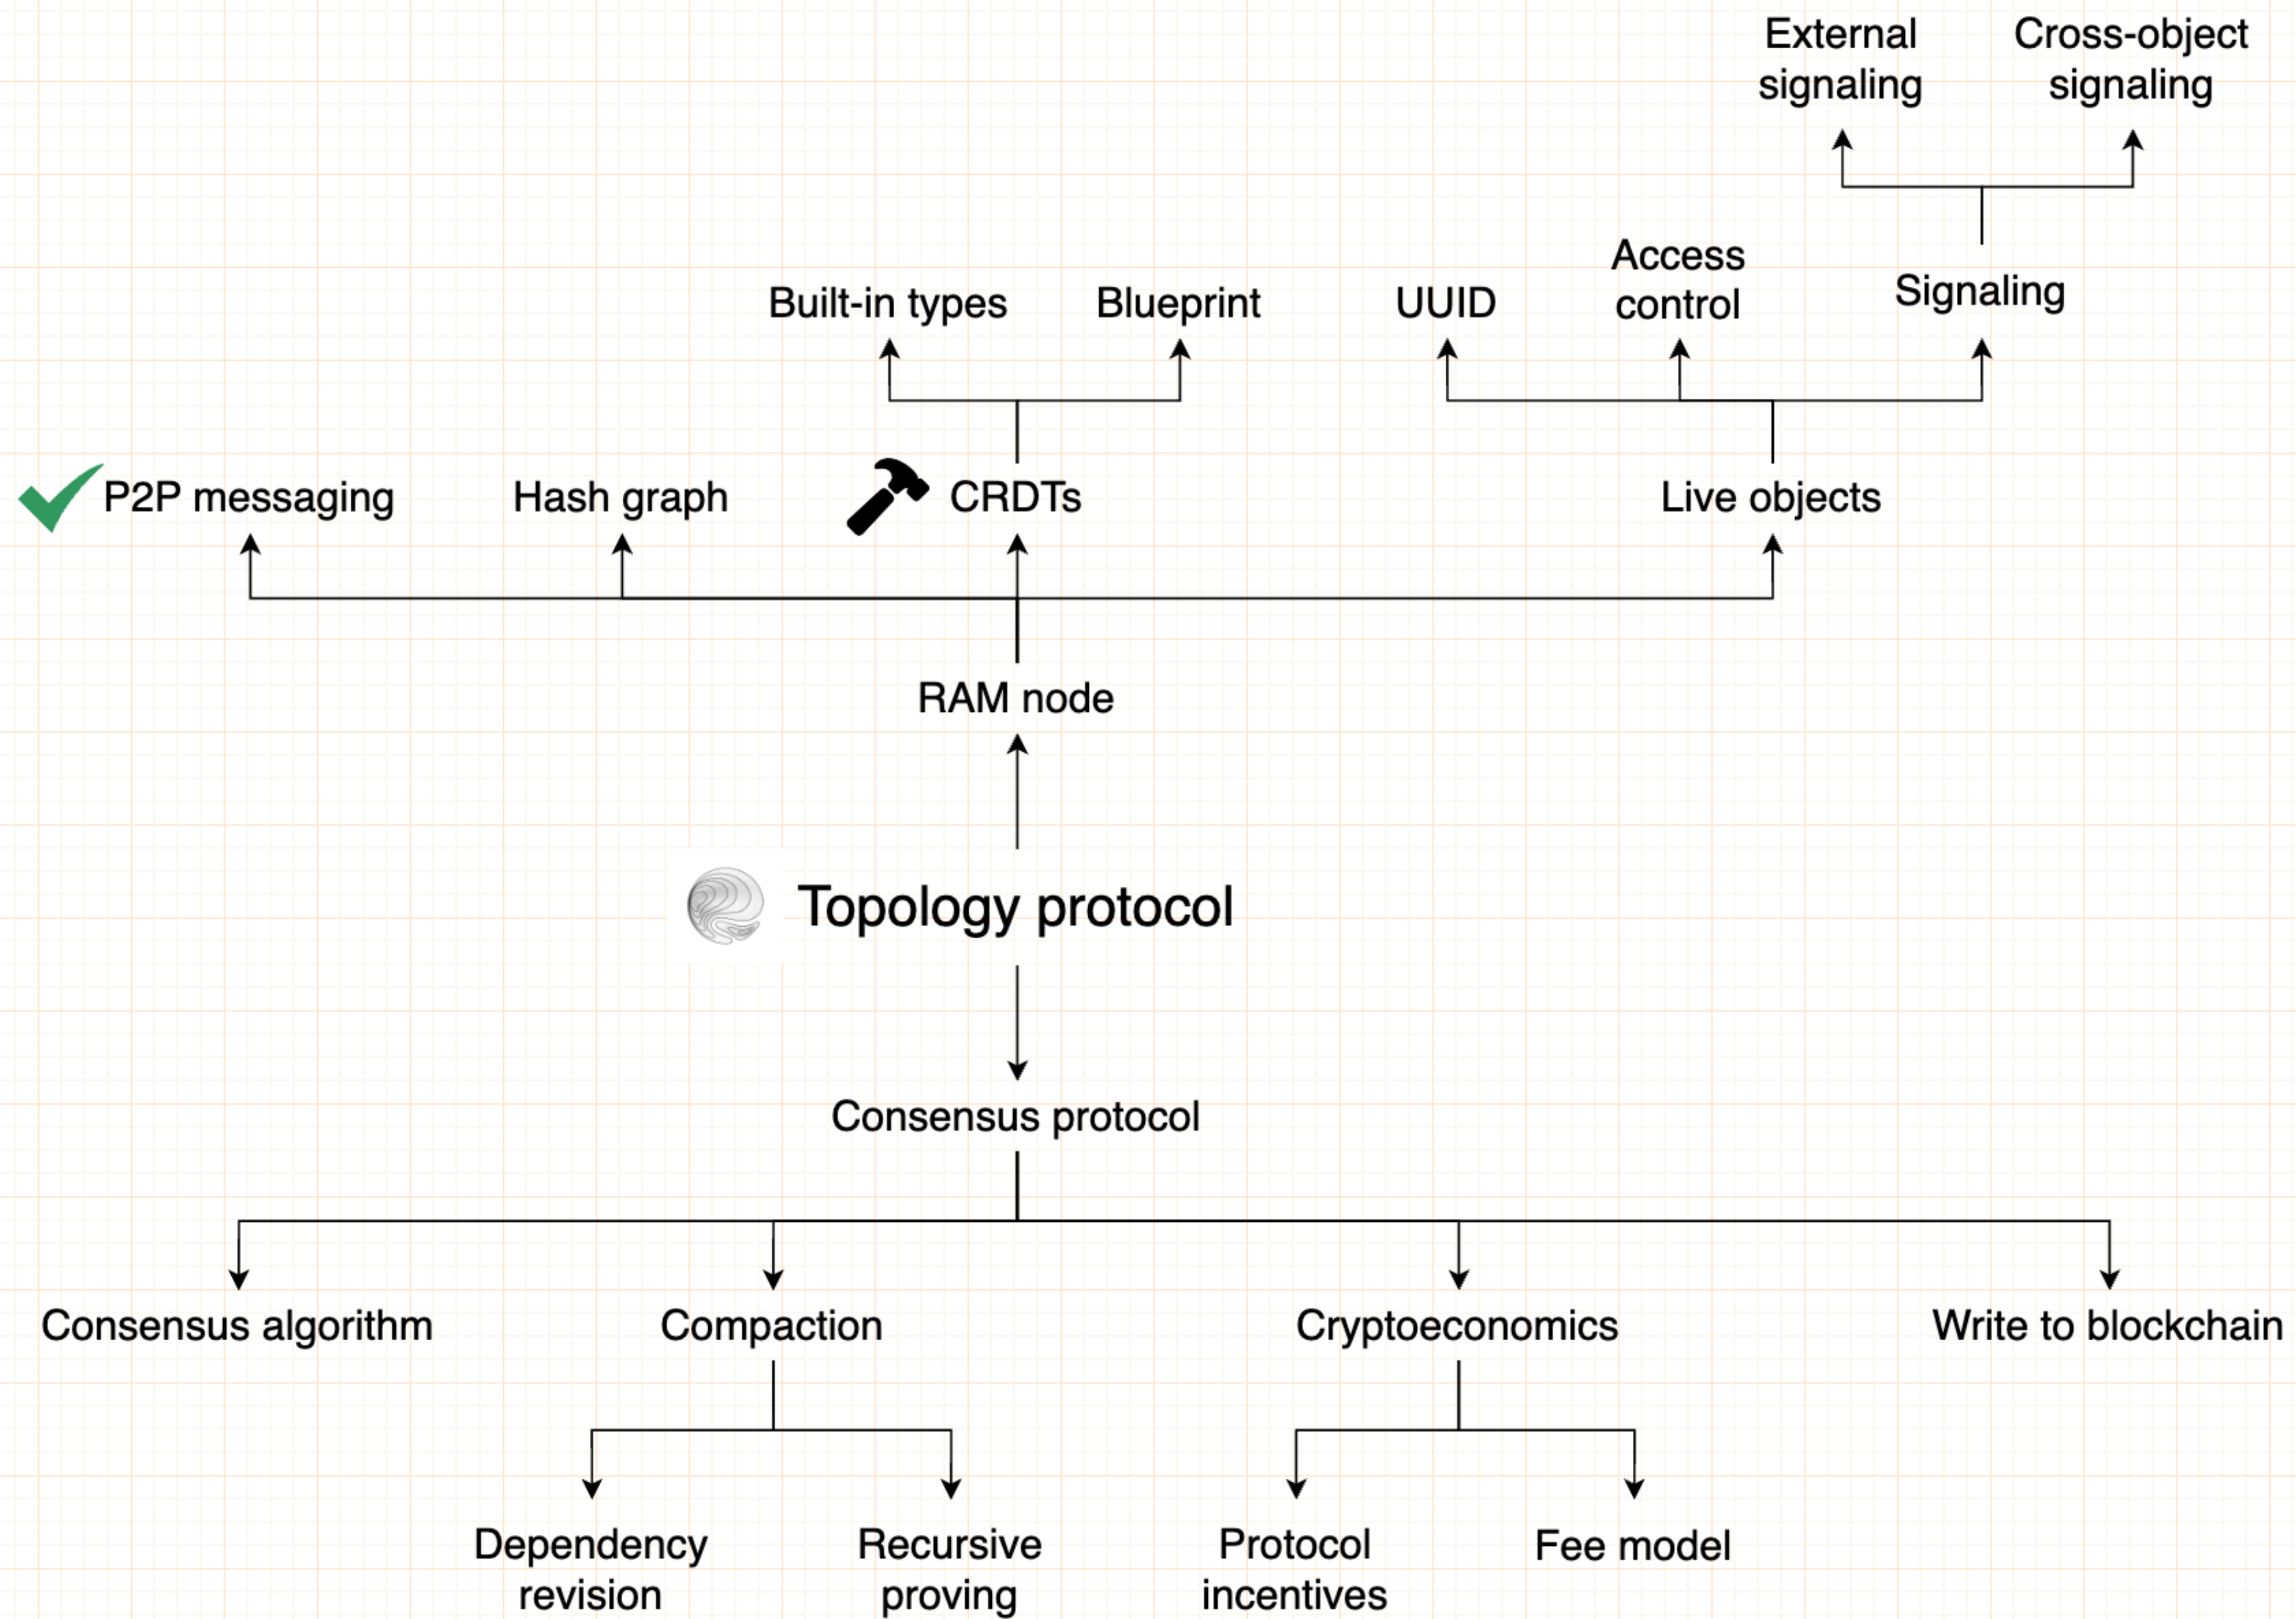 External
signaling
Cross-object
signaling
Built-in types
Blueprint
UUID
Access
control
Signaling
P2P messaging
Hash graph
CRDTs
Live objects
RAM node
Topology protocol
Consensus protocol
Consensus algorithm
Compaction
Cryptoeconomics
Write to blockchain
Dependency
revision
Recursive
proving
Protocol
incentives
Fee model